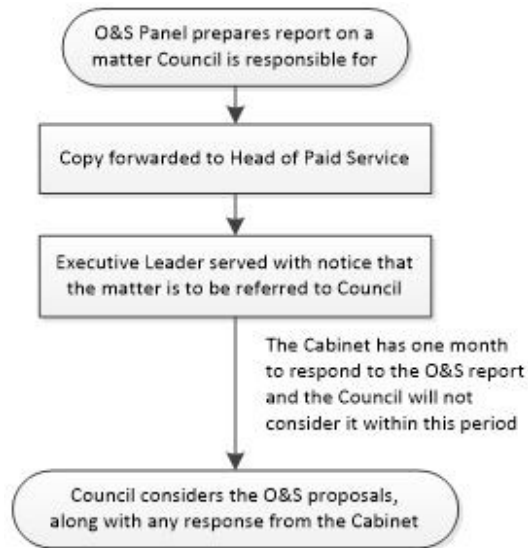 O&S Panel prepares report on a
matter Council is responsible for
Copy forwarded to Head of Paid Service
Executive Leader served with notice that
the matter is to be referred to Council
The Cabinet has one month
to respond to the O&S report
and the Council will not
consider it within this period
Council considers the O&S proposals,
along with any response from the Cabinet